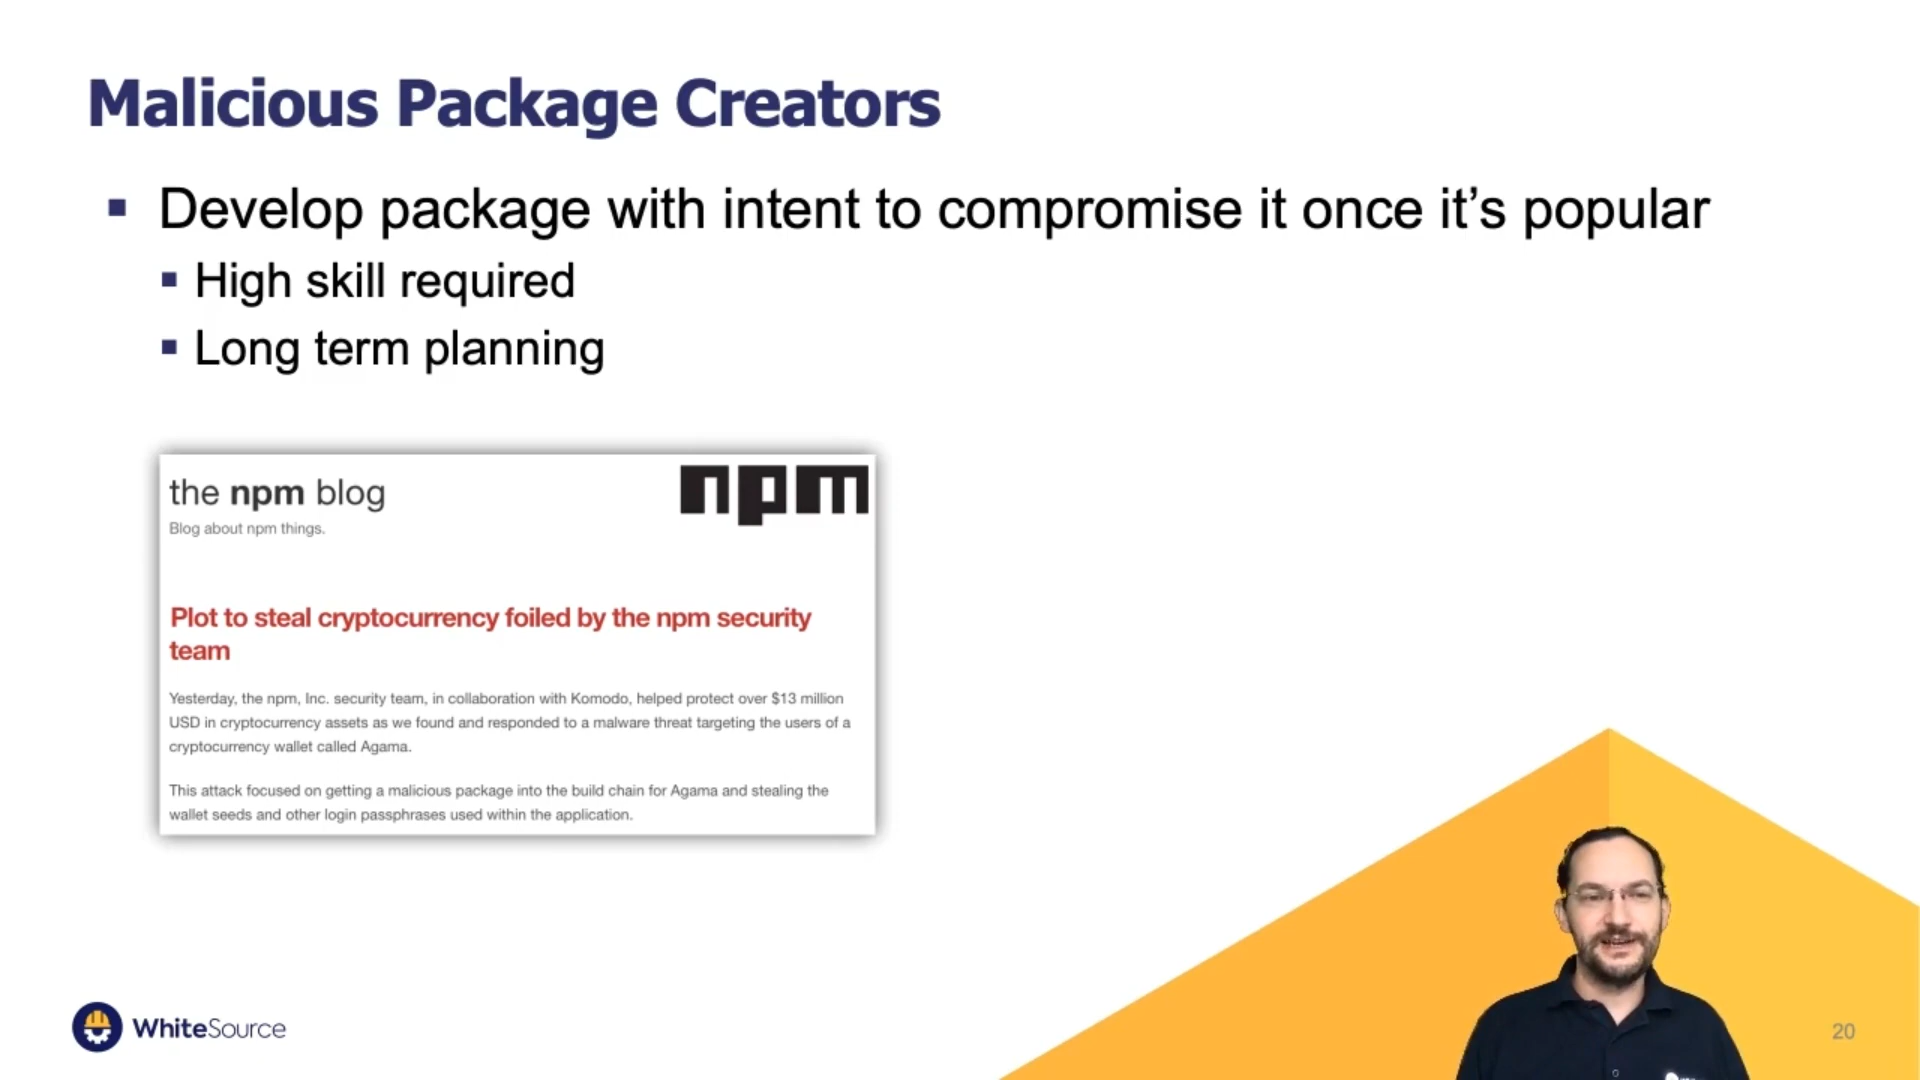 Malicious Package Creators
▪ Develop package with intent to compromise it once it’s popular
▪ High skill required
▪ Long term planning
the npm blog
npm
Blog about npm things.
Plot to steal cryptocurrency foiled by the npm security
team
Yesterday, the npm, Inc. security team, in collaboration with Komodo, helped protect over $13 million
USD in cryptocurrency assets as we found and responded to a malware threat targeting the users of a
cryptocurrency wallet called Agama.
This attack focused on getting a malicious package into the build chain for Agama and stealing the
wallet seeds and other login passphrases used within the application.
WhiteSource
20